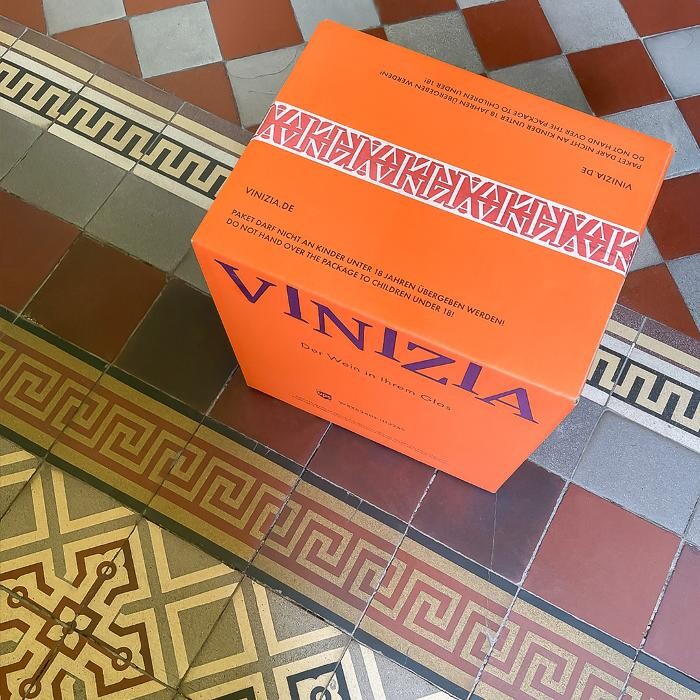 PAKET DARF NICHT AN KINDER UNTER 18 JAHREN ÜBERGEBEN WERDEN!
DO NOT HAND OVER THE PACKAGE TO CHILDREN UNDER 18!
VINIZIA.DE
VINIZIA.DE
PAKET DARF NICHT AN KINDER UNTER 18 JAHREN ÜBERGEBEN WERDEN!
DO NOT HAND OVER THE PACKAGE TO CHILDREN UNDER 18!
VINIZIA
Der Wein in Ihrem Glas
ups